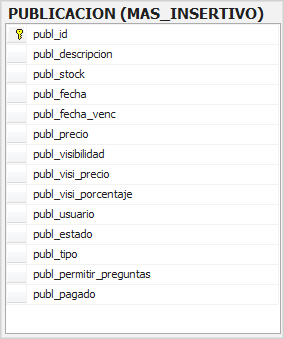 PUBLICACION (MAS_INSERTIVO)
publ_id
publ_descripcion
publ_stock
publ_fecha
publ_fecha_venc
publ_precio
publ_visibilidad
publ_visi_precio
publ_visi_porcentaje
publ_usuario
publ_estado
publ_tipo
publ_permitir_preguntas
publ_pagado